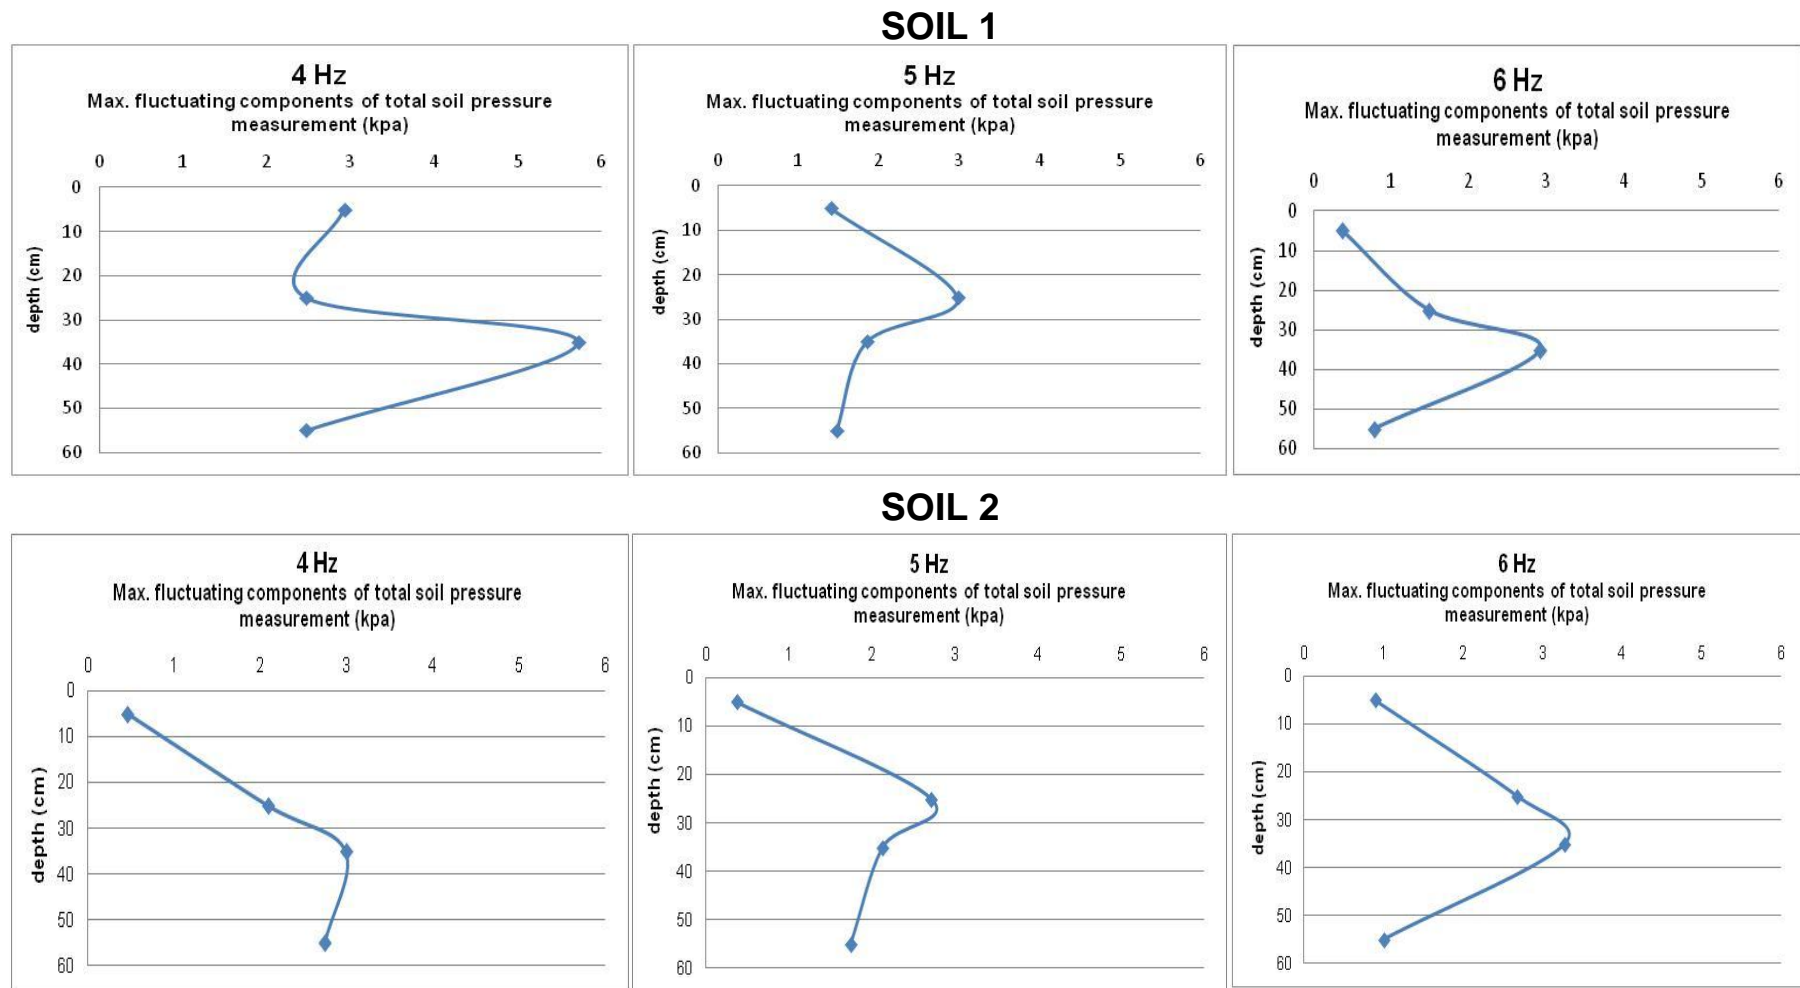 SOIL 1
4 Hz
Max. fluctuating components of total soil pressure
measurement (kpa)
0 1 2 3 4 5 6
0
10
20
30
40
50
60
depth (cm)
5 Hz
Max. fluctuating components of total soil pressure
measurement (kpa)
0 1 2 3 4 5 6
0
10
20
30
40
50
60
depth (cm)
6 Hz
Max. fluctuating components of total soil pressure
measurement (kpa)
0 1 2 3 4 5 6
0
10
20
30
40
50
60
depth (cm)
SOIL 2
4 Hz
Max. fluctuating components of total soil pressure
measurement (kpa)
0 1 2 3 4 5 6
0
10
20
30
40
50
60
depth (cm)
5 Hz
Max. fluctuating components of total soil pressure
measurement (kpa)
0 1 2 3 4 5 6
0
10
20
30
40
50
60
depth (cm)
6 Hz
Max. fluctuating components of total soil pressure
measurement (kpa)
0 1 2 3 4 5 6
0
10
20
30
40
50
60
depth (cm)